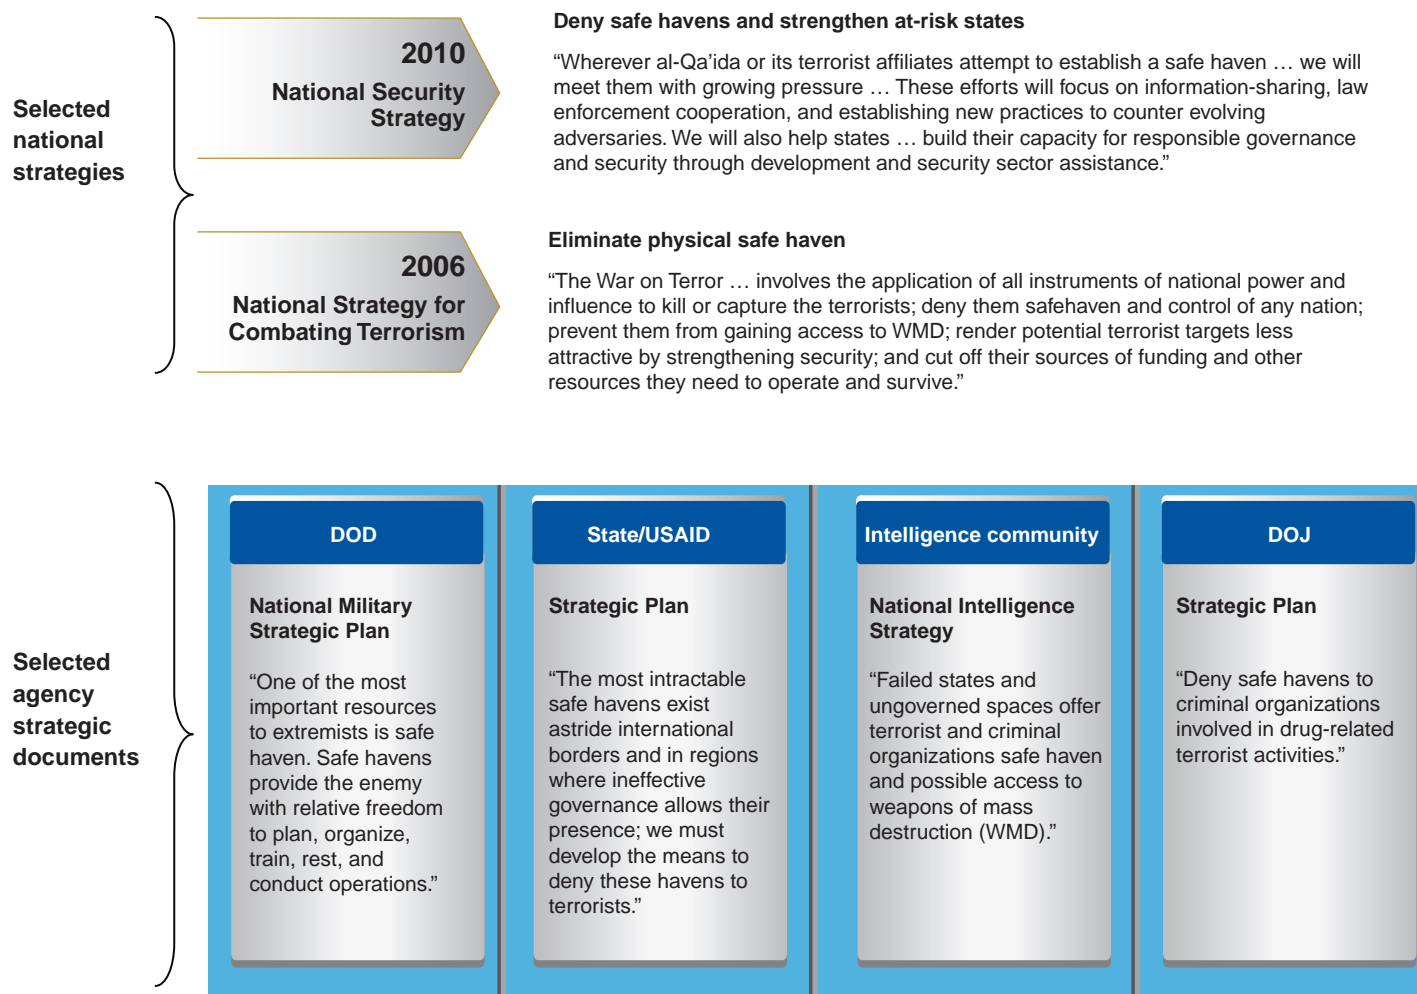 Selected
national
strategies
2010
National Security
Strategy
Deny safe havens and strengthen at-risk states
“Wherever al-Qa’ida or its terrorist affiliates attempt to establish a safe haven … we will
meet them with growing pressure … These efforts will focus on information-sharing, law
enforcement cooperation, and establishing new practices to counter evolving
adversaries. We will also help states … build their capacity for responsible governance
and security through development and security sector assistance.”
2006
National Strategy for
Combating Terrorism
Eliminate physical safe haven
“The War on Terror … involves the application of all instruments of national power and
influence to kill or capture the terrorists; deny them safehaven and control of any nation;
prevent them from gaining access to WMD; render potential terrorist targets less
attractive by strengthening security; and cut off their sources of funding and other
resources they need to operate and survive.”
Selected
agency
strategic
documents
DOD
National Military
Strategic Plan
“One of the most
important resources
to extremists is safe
haven. Safe havens
provide the enemy
with relative freedom
to plan, organize,
train, rest, and
conduct operations.”
State/USAID
Strategic Plan
“The most intractable
safe havens exist
astride international
borders and in regions
where ineffective
governance allows their
presence; we must
develop the means to
deny these havens to
terrorists.”
Intelligence community
National Intelligence
Strategy
“Failed states and
ungoverned spaces offer
terrorist and criminal
organizations safe haven
and possible access to
weapons of mass
destruction (WMD).”
DOJ
Strategic Plan
“Deny safe havens to
criminal organizations
involved in drug-related
terrorist activities.”